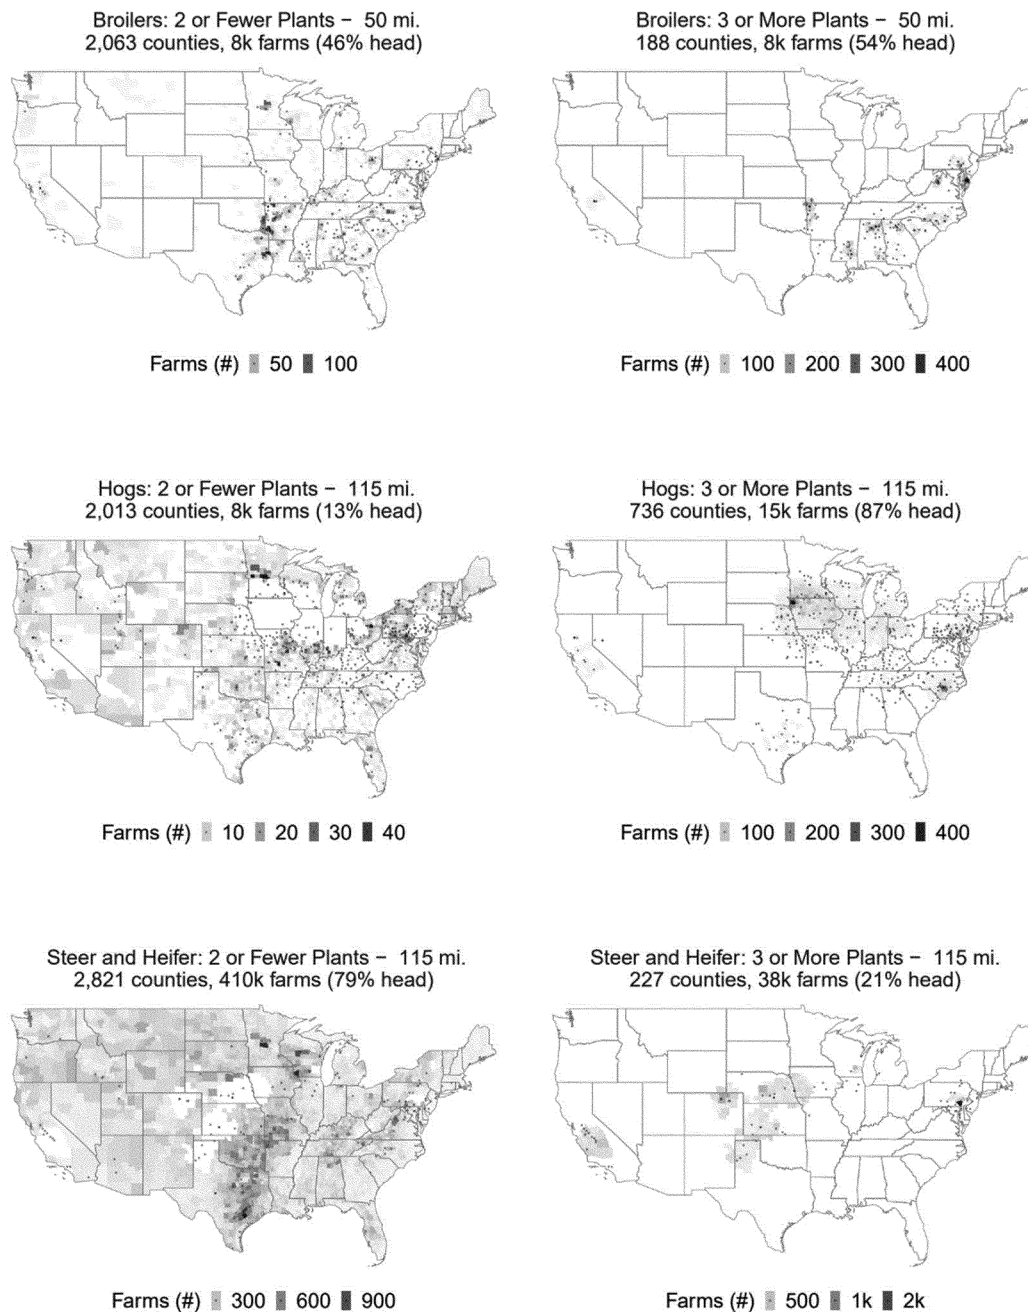 Broilers: 2 or Fewer Plants − 50 mi.
2,063 counties, 8k farms (46% head)
Farms (#) 50 100
Broilers: 3 or More Plants − 50 mi.
188 counties, 8k farms (54% head)
Farms (#) 100 200 300 400
Hogs: 2 or Fewer Plants − 115 mi.
2,013 counties, 8k farms (13% head)
Farms (#) 10 20 30 40
Hogs: 3 or More Plants − 115 mi.
736 counties, 15k farms (87% head)
Farms (#) 100 200 300 400
Steer and Heifer: 2 or Fewer Plants − 115 mi.
2,821 counties, 410k farms (79% head)
Farms (#) 300 600 900
Steer and Heifer: 3 or More Plants − 115 mi.
227 counties, 38k farms (21% head)
Farms (#) 500 1k 2k